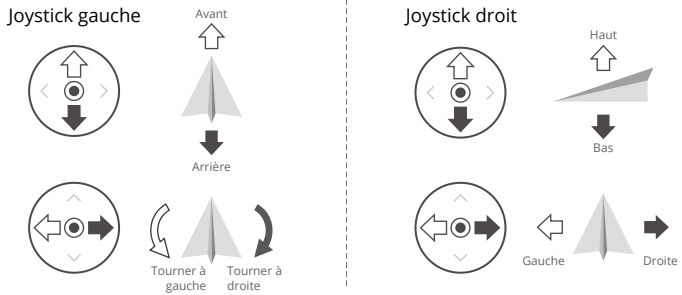 Joystick gauche
Avant
Arrière
Tourner à
gauche
Tourner à
droite
Joystick droit
Haut
Bas
Gauche
Droite